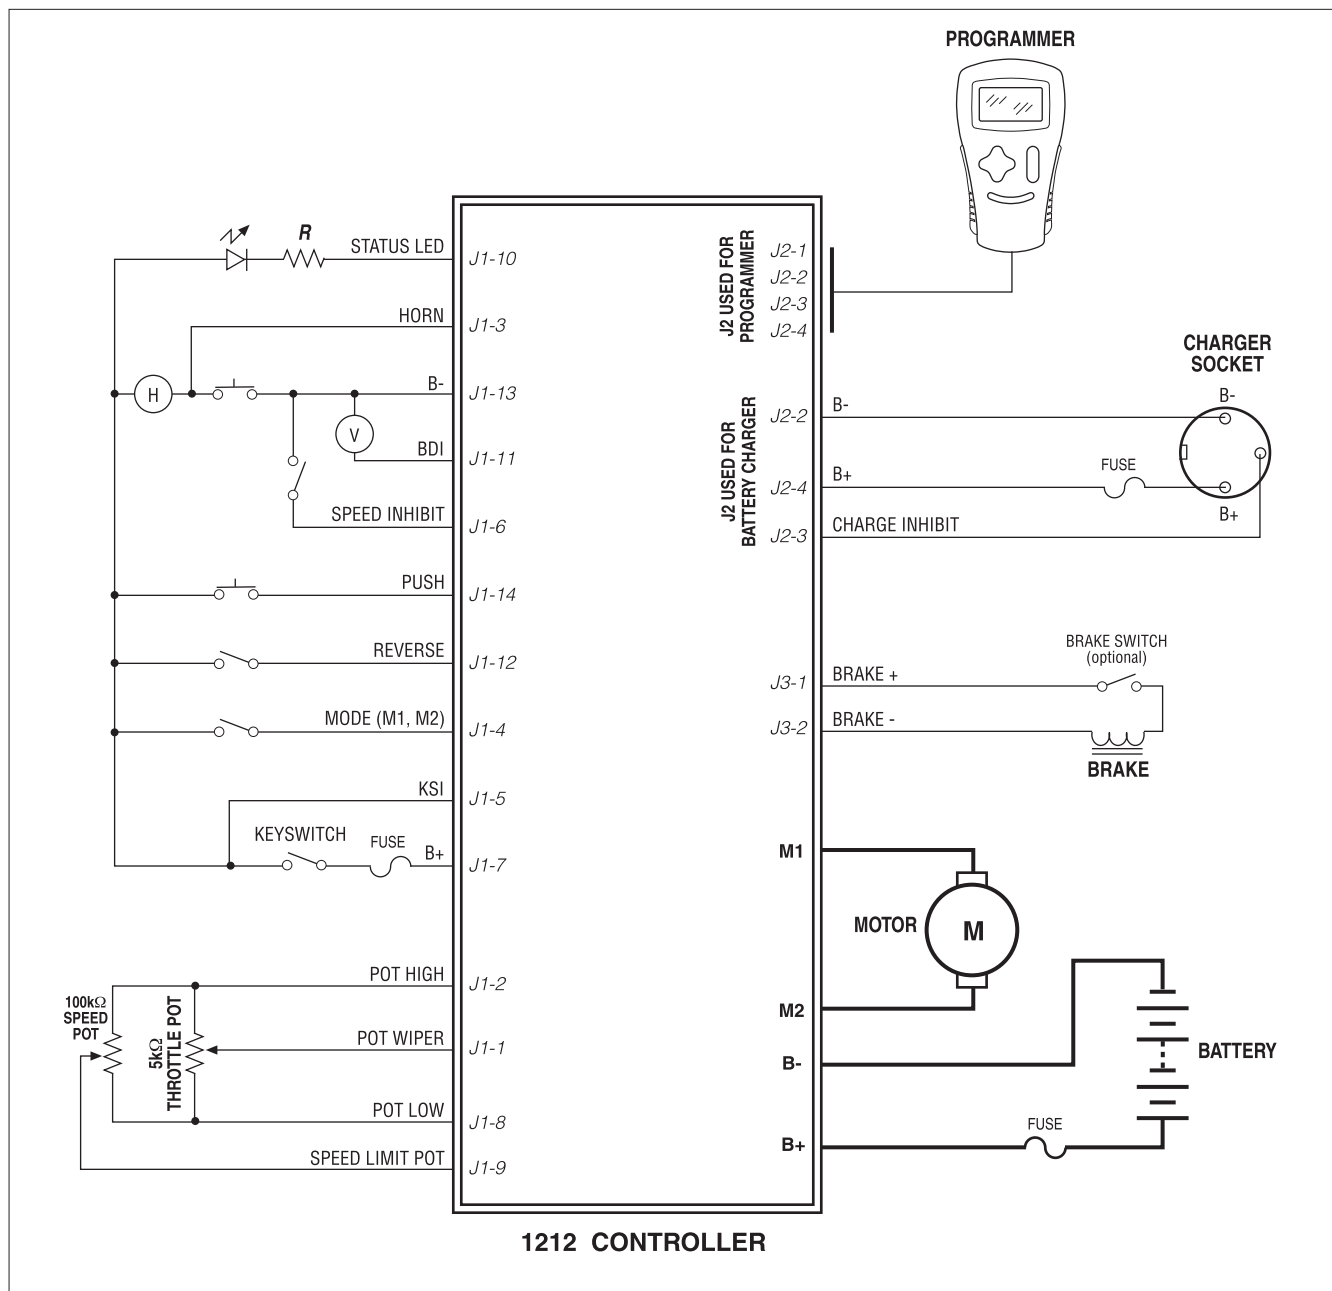 PROGRAMMER
R
STATUS LED
J1-10
HORN
J1-3
H
B-
J1-13
V
BDI
J1-11
SPEED INHIBIT
J1-6
PUSH
J1-14
REVERSE
J1-12
MODE (M1, M2)
J1-4
KSI
J1-5
KEYSWITCH
FUSE
B+
J1-7
POT HIGH
J1-2
100kΩ
SPEED
POT
5kΩ
THROTTLE POT
POT WIPER
J1-1
POT LOW
J1-8
SPEED LIMIT POT
J1-9
J2 USED FOR
PROGRAMMER
J2-1
J2-2
J2-3
J2-4
CHARGER
SOCKET
J2 USED FOR
BATTERY CHARGER
J2-2
B-
B-
J2-4
B+
FUSE
B+
J2-3
CHARGE INHIBIT
BRAKE SWITCH
(optional)
J3-1
BRAKE +
J3-2
BRAKE -
BRAKE
M1
MOTOR
M
M2
B-
BATTERY
B+
FUSE
1212 CONTROLLER